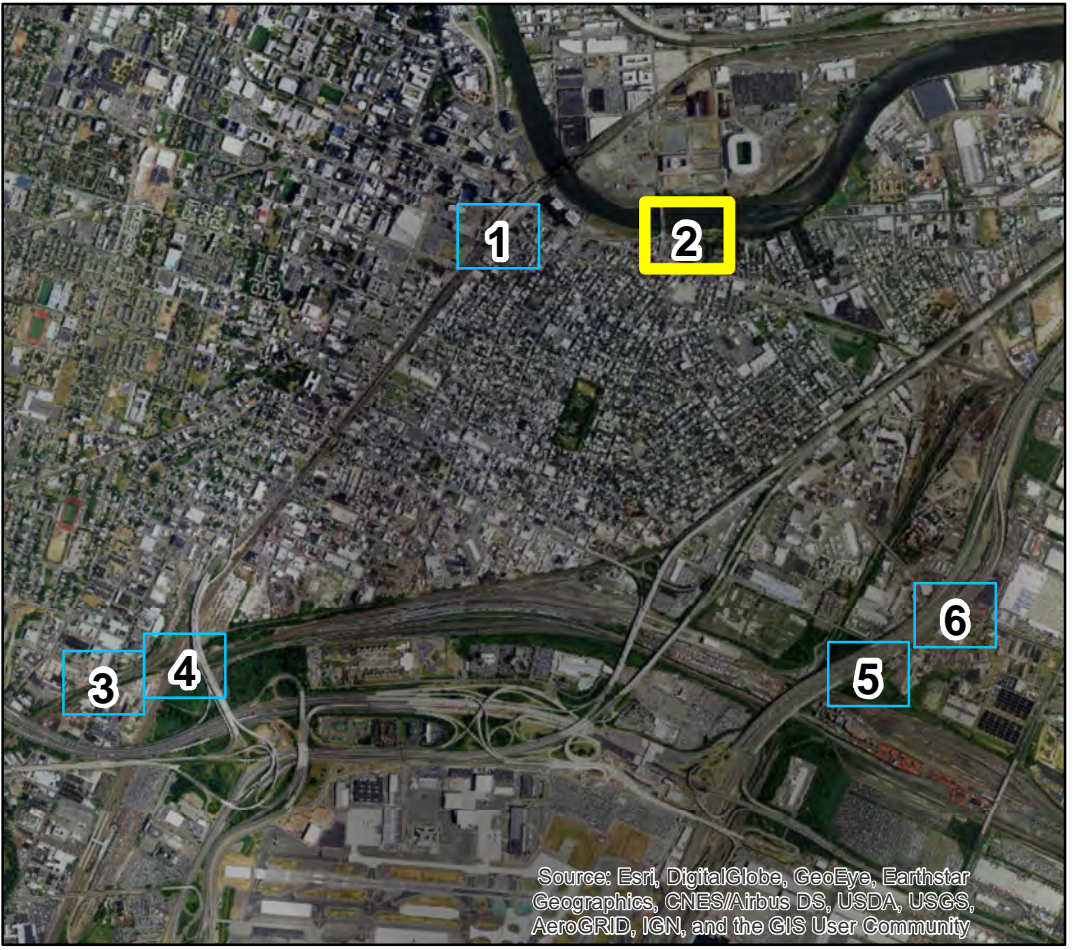 1
2
3
4
5
6
Source: Esri, DigitalGlobe, GeoEye, Earthstar
Geographics, CNES/Airbus DS, USDA, USGS,
AeroGRID, IGN, and the GIS User Community